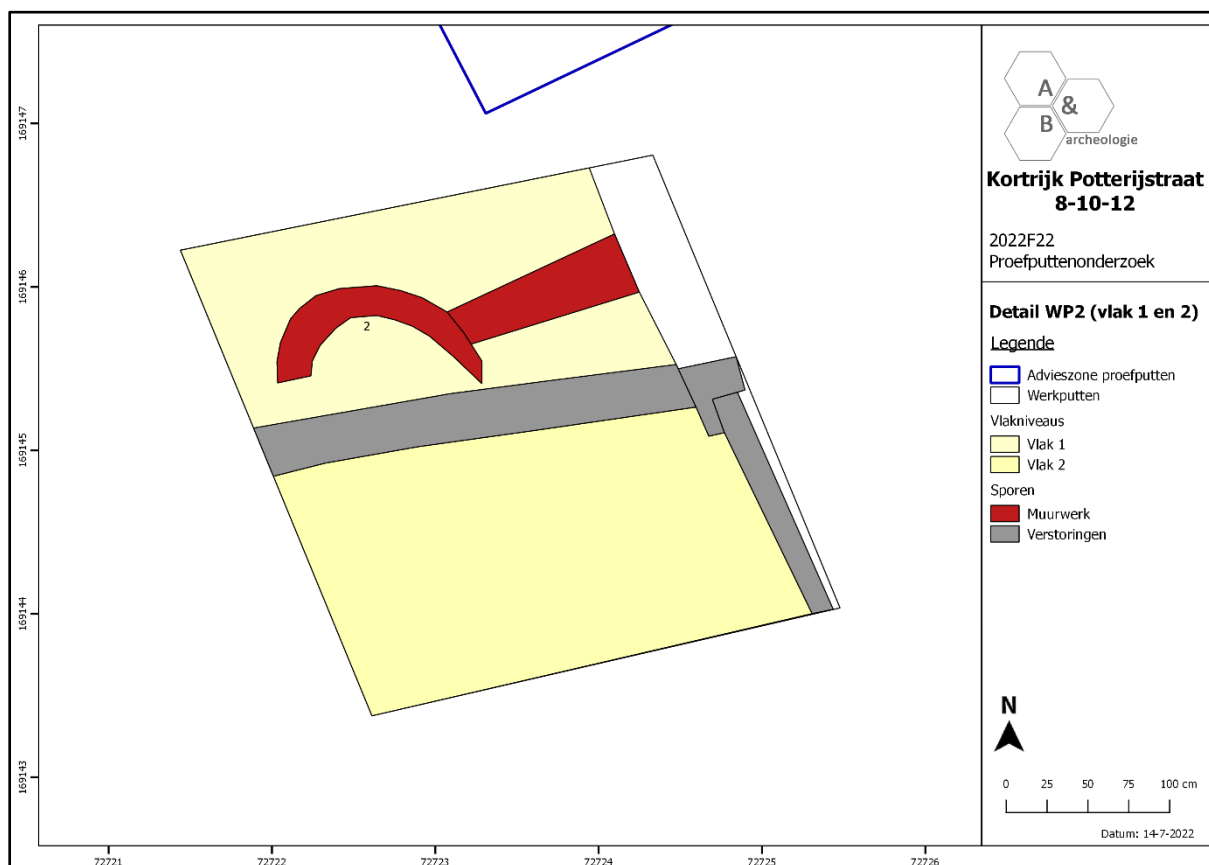 169147
169146
169145
169144
169143
72721
72722
72723
72724
72725
72726
2
A
&
B
archeologie
Kortrijk Potterijstraat
8-10-12
2022F22
Proefputtenonderzoek
Detail WP2 (vlak 1 en 2)
Legende
Advieszone proefputten
Werkputten
Vlakniveaus
Vlak 1
Vlak 2
Sporen
Muurwerk
Verstoringen
N
0 25 50 75 100 cm
Datum: 14-7-2022